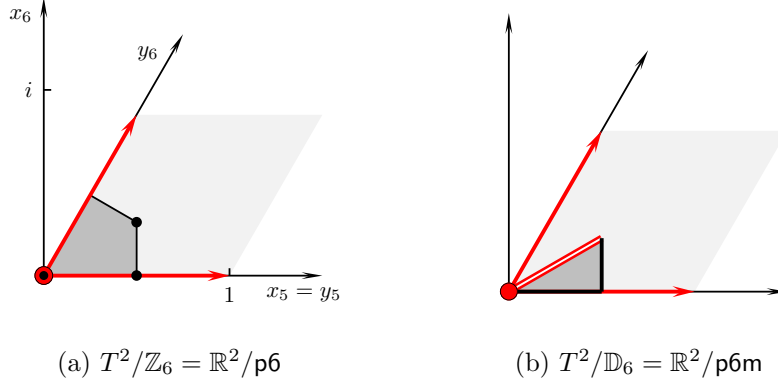 x₆
y₆
i
1
x₅ = y₅
(a) T²/ℤ₆ = ℝ²/p6
(b) T²/𝔻₆ = ℝ²/p6m